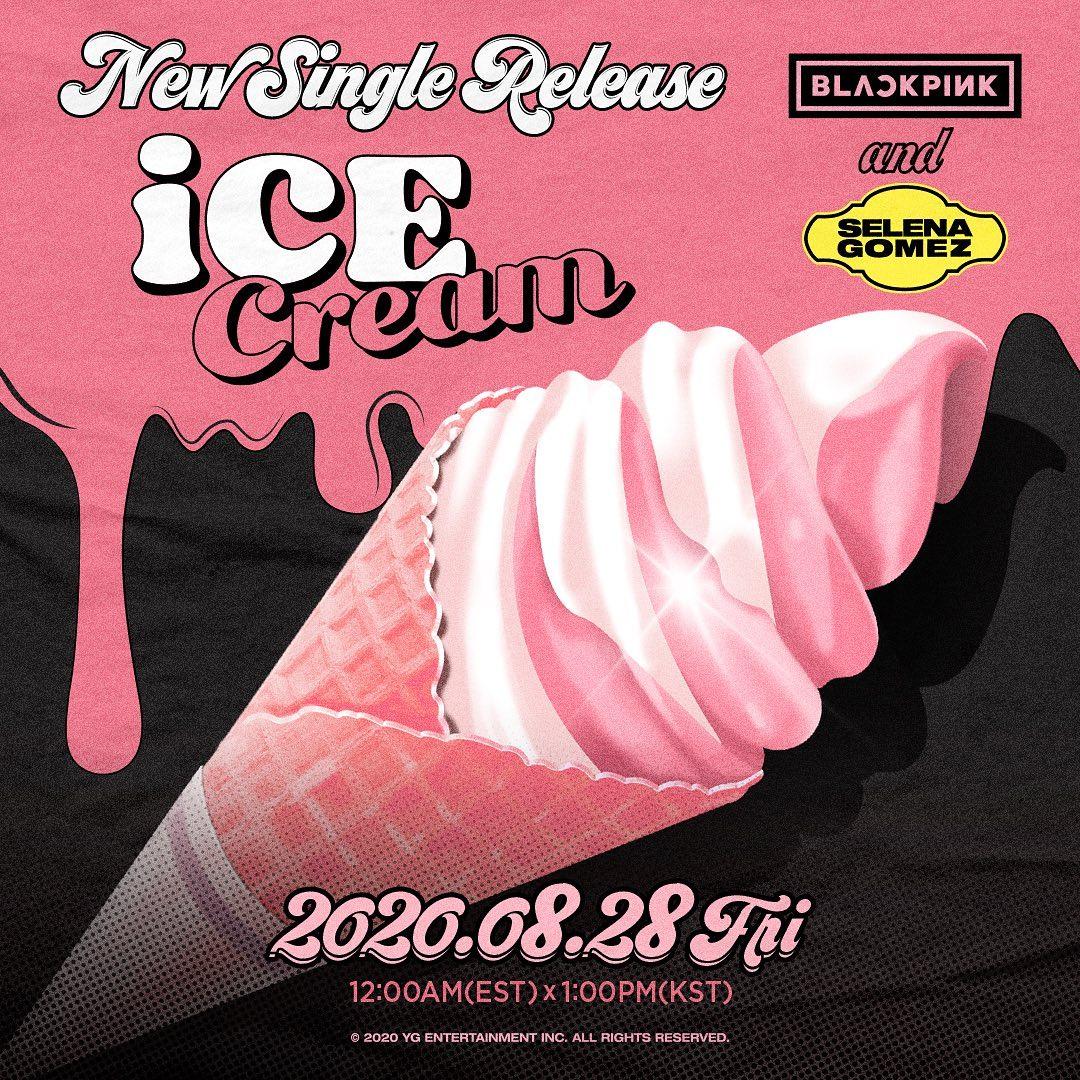 New Single Release
iCE
Cream
BLACKPINK
and
SELENA
GOMEZ
2020.08.28 Fri
12:00AM(EST) x 1:00PM(KST)
© 2020 YG ENTERTAINMENT INC. ALL RIGHTS RESERVED.